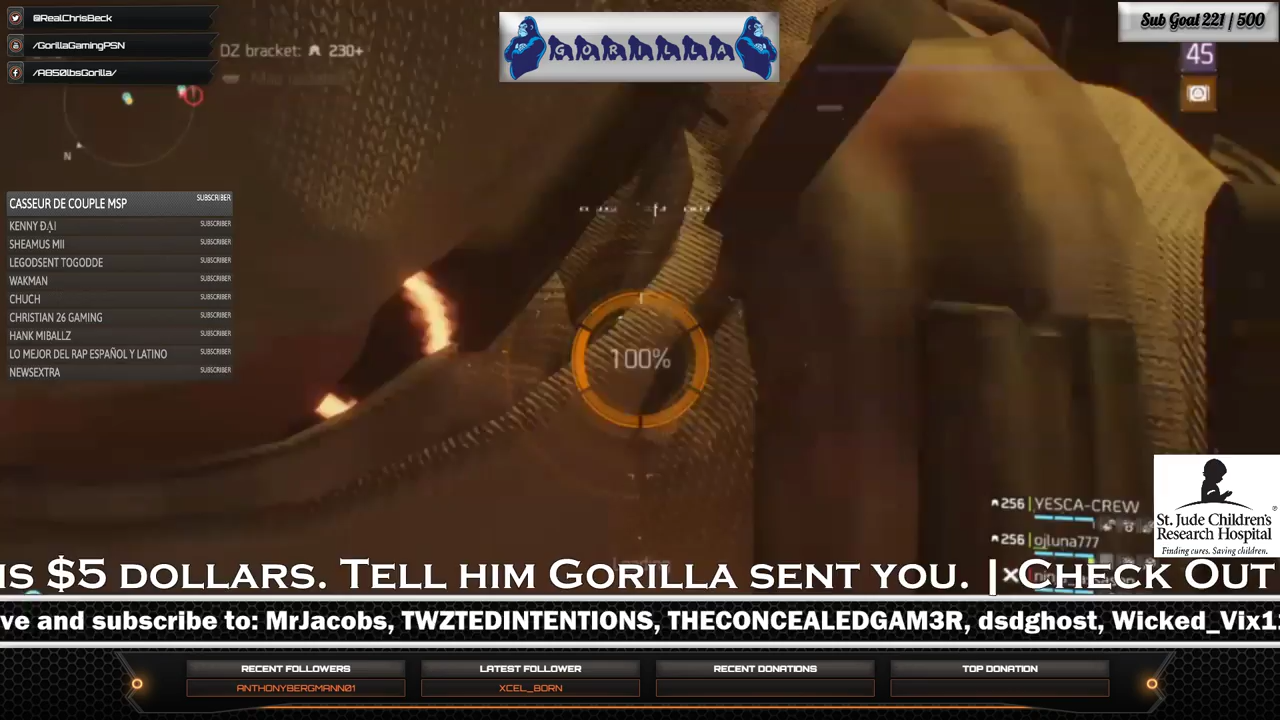 @RealChrisBeck
/GorillaGamingPSN
/A850lbsGorilla/
DZ bracket: 230+
GORILLA
Sub Goal 221 / 500
45
N
CASSEUR DE COUPLE MSP SUBSCRIBER
KENNY ĐẠI SUBSCRIBER
SHEAMUS MII SUBSCRIBER
LEGODSENT TOGODDE SUBSCRIBER
WAKMAN SUBSCRIBER
CHUCH SUBSCRIBER
CHRISTIAN 26 GAMING SUBSCRIBER
HANK MIBALLZ SUBSCRIBER
LO MEJOR DEL RAP ESPAÑOL Y LATINO SUBSCRIBER
NEWSEXTRA SUBSCRIBER
100%
256 YESCA-CREW
256 ojluna777
St. Jude Children's
Research Hospital
Finding cures. Saving children.
is $5 dollars. Tell him Gorilla sent you. | Check Out
ve and subscribe to: MrJacobs, TWZTEDINTENTIONS, THECONCEALEDGAM3R, dsdghost, Wicked_Vix1
RECENT FOLLOWERS LATEST FOLLOWER RECENT DONATIONS TOP DONATION
ANTHONYBERGMANN01 XCEL_BORN